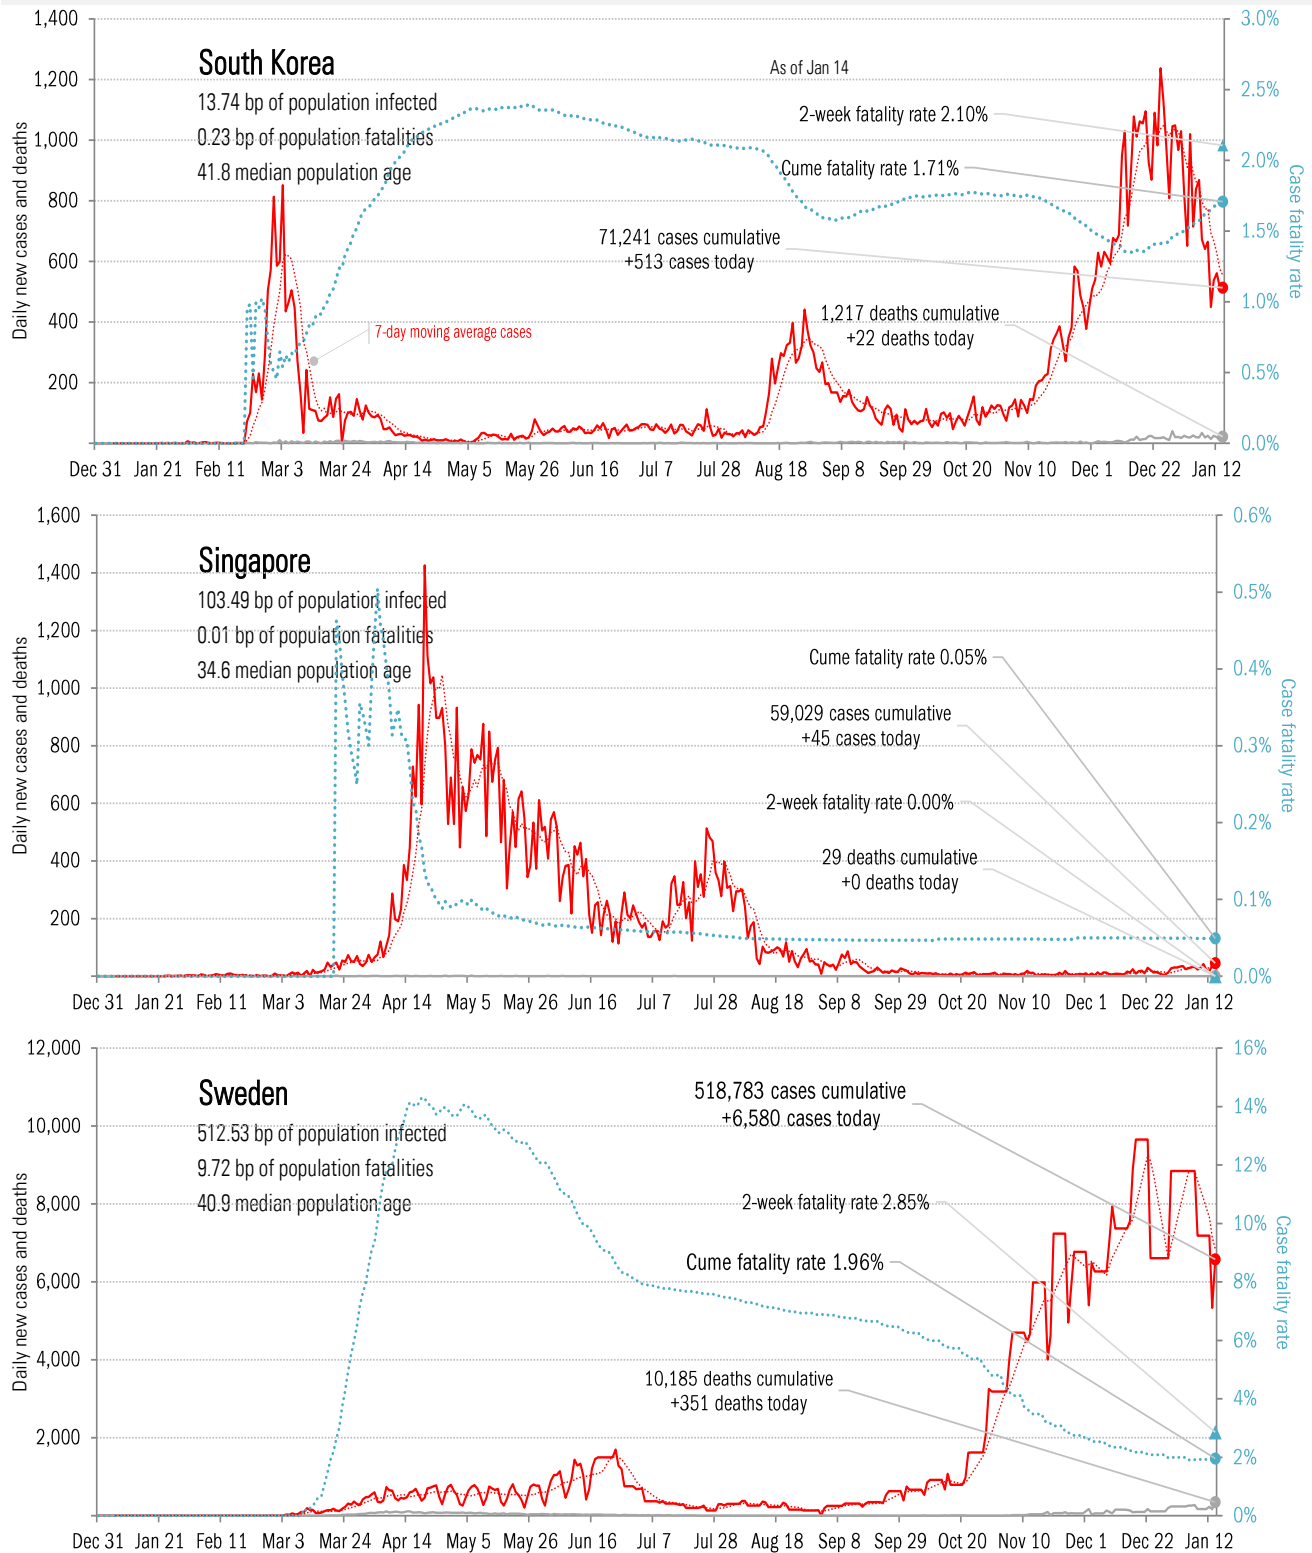 1,400
1,200
1,000
800
600
400
200
Daily new cases and deaths
South Korea
13.74 bp of population infected
0.23 bp of population fatalities
41.8 median population age
As of Jan 14
2-week fatality rate 2.10%
Cume fatality rate 1.71%
71,241 cases cumulative
+513 cases today
1,217 deaths cumulative
+22 deaths today
7-day moving average cases
3.0%
2.5%
2.0%
1.5%
1.0%
0.5%
0.0%
Case fatality rate
Dec 31 Jan 21 Feb 11 Mar 3 Mar 24 Apr 14 May 5 May 26 Jun 16 Jul 7 Jul 28 Aug 18 Sep 8 Sep 29 Oct 20 Nov 10 Dec 1 Dec 22 Jan 12
1,600
1,400
1,200
1,000
800
600
400
200
Daily new cases and deaths
Singapore
103.49 bp of population infected
0.01 bp of population fatalities
34.6 median population age
Cume fatality rate 0.05%
59,029 cases cumulative
+45 cases today
2-week fatality rate 0.00%
29 deaths cumulative
+0 deaths today
0.6%
0.5%
0.4%
0.3%
0.2%
0.1%
0.0%
Case fatality rate
Dec 31 Jan 21 Feb 11 Mar 3 Mar 24 Apr 14 May 5 May 26 Jun 16 Jul 7 Jul 28 Aug 18 Sep 8 Sep 29 Oct 20 Nov 10 Dec 1 Dec 22 Jan 12
12,000
10,000
8,000
6,000
4,000
2,000
Daily new cases and deaths
Sweden
512.53 bp of population infected
9.72 bp of population fatalities
40.9 median population age
518,783 cases cumulative
+6,580 cases today
2-week fatality rate 2.85%
Cume fatality rate 1.96%
10,185 deaths cumulative
+351 deaths today
16%
14%
12%
10%
8%
6%
4%
2%
0%
Case fatality rate
Dec 31 Jan 21 Feb 11 Mar 3 Mar 24 Apr 14 May 5 May 26 Jun 16 Jul 7 Jul 28 Aug 18 Sep 8 Sep 29 Oct 20 Nov 10 Dec 1 Dec 22 Jan 12